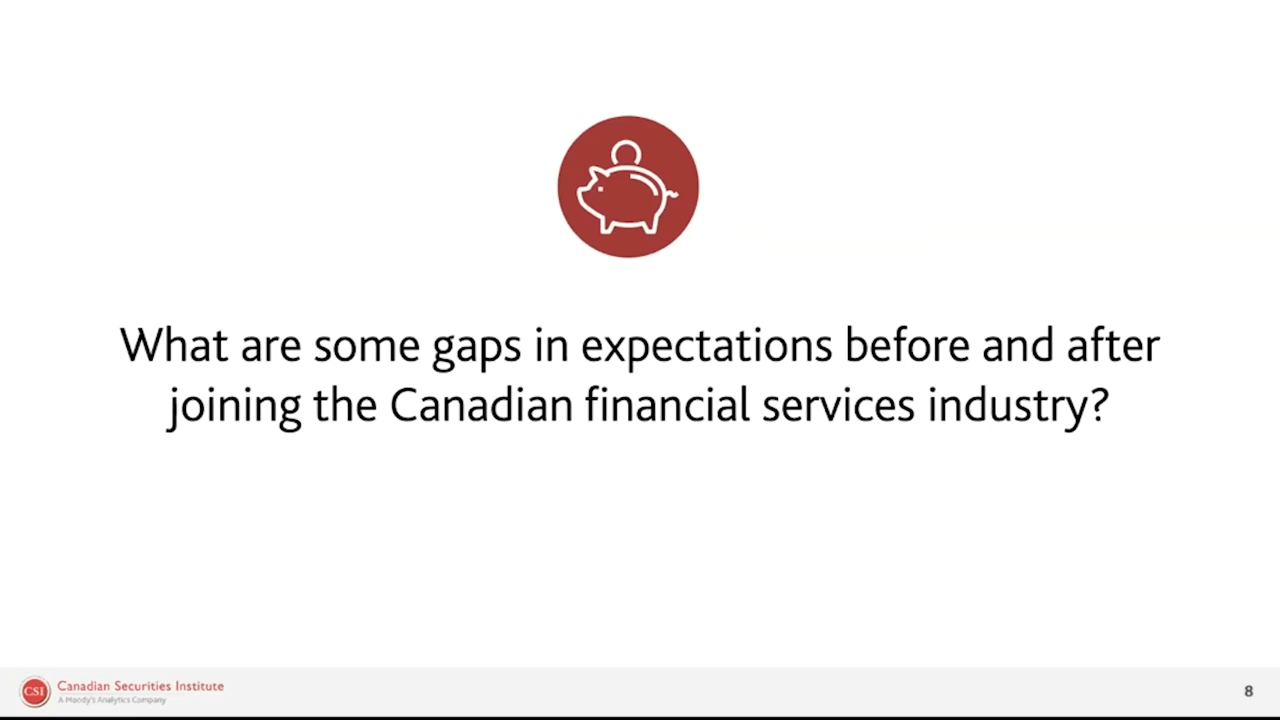 What are some gaps in expectations before and after
joining the Canadian financial services industry?
CSI
Canadian Securities Institute
A Moody's Analytics Company
8